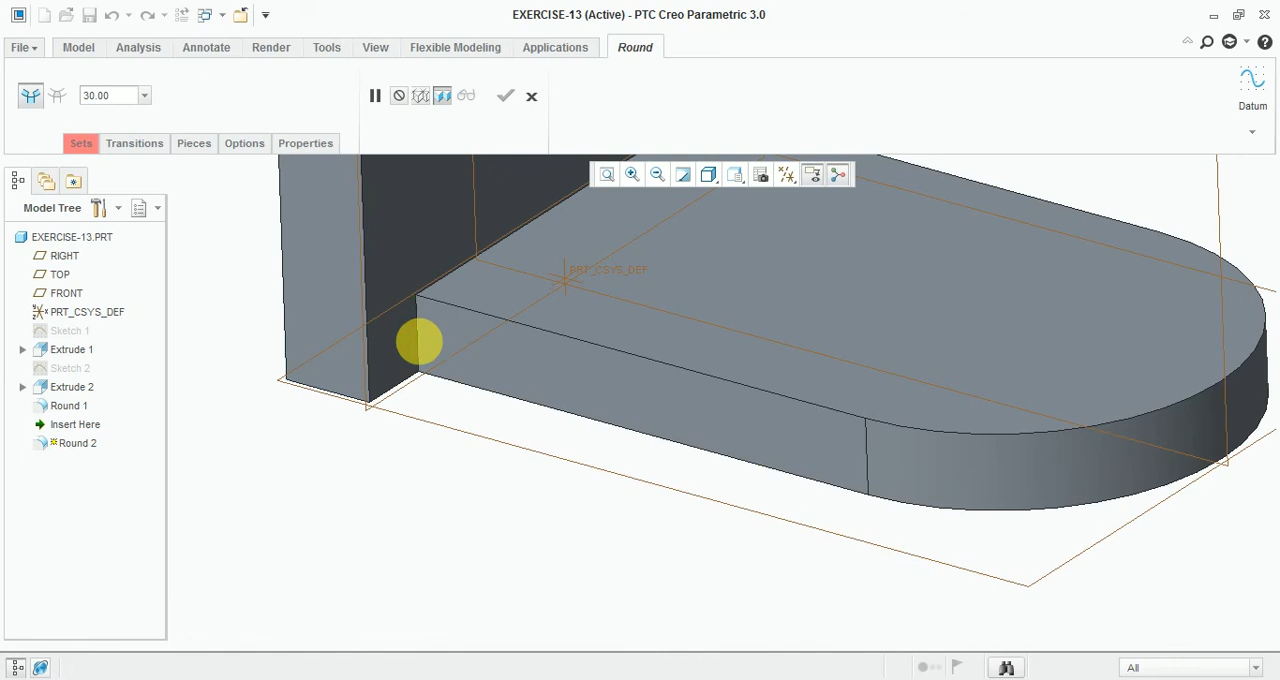 EXERCISE-13 (Active) - PTC Creo Parametric 3.0
File Model Analysis Annotate Render Tools View Flexible Modeling Applications Round
30.00
Datum
Sets Transitions Pieces Options Properties
Model Tree
EXERCISE-13.PRT
RIGHT
TOP
FRONT
PRT_CSYS_DEF
Sketch 1
Extrude 1
Sketch 2
Extrude 2
Round 1
Insert Here
Round 2
PRT_CSYS_DEF
All